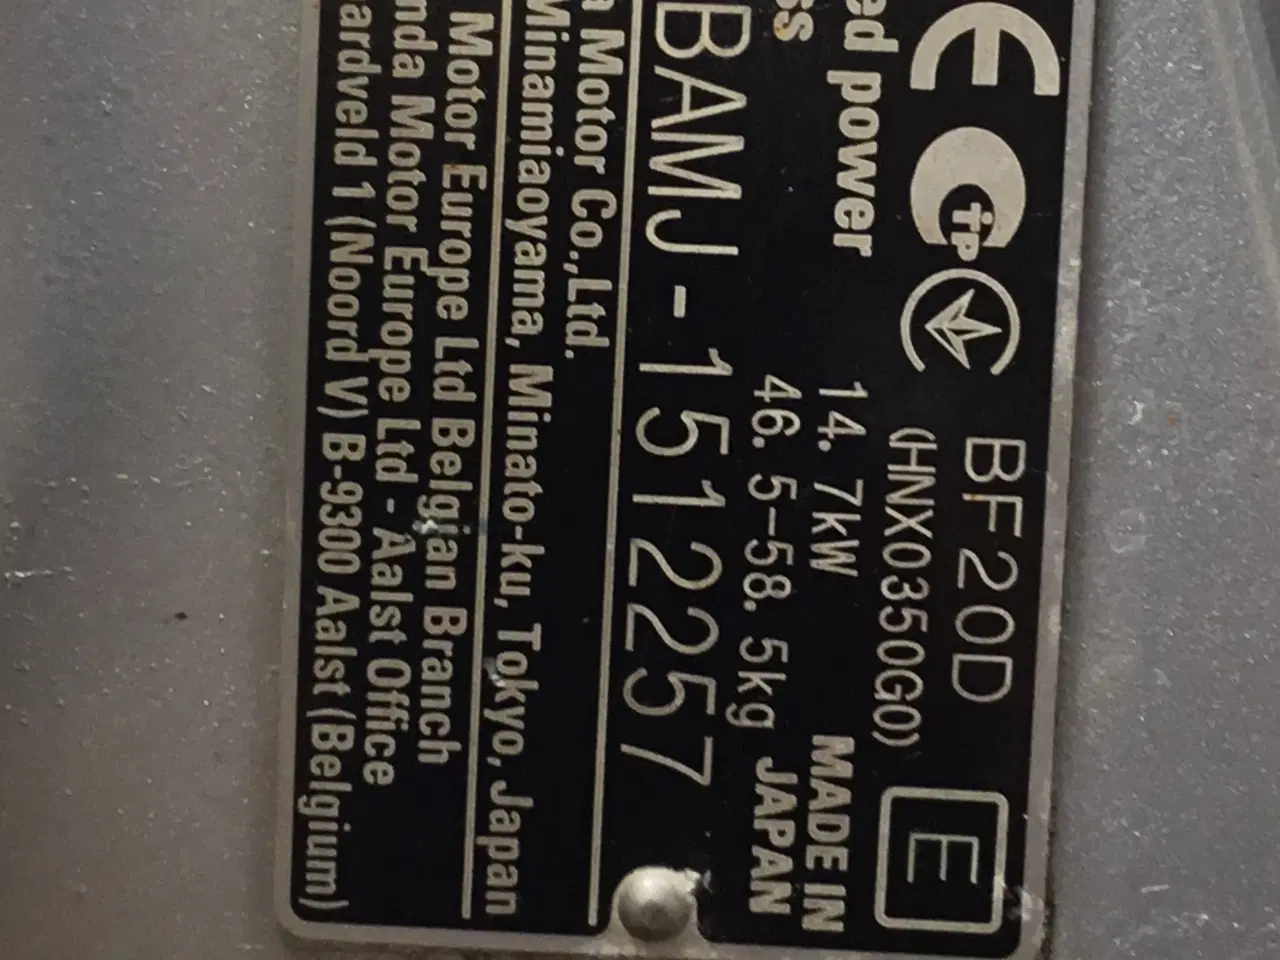 CE
BF20D
(HNX0350G0)
E
ed power
14.7kW
MADE IN
ss
46.5-58.5kg
JAPAN
BAMJ-1512257
Motor Co.,Ltd.
Minamiaoyama, Minato-ku, Tokyo, Japan
Motor Europe Ltd Belgian Branch
nda Motor Europe Ltd - Aalst Office
aardveld 1 (Noord V) B-9300 Aalst (Belgium)